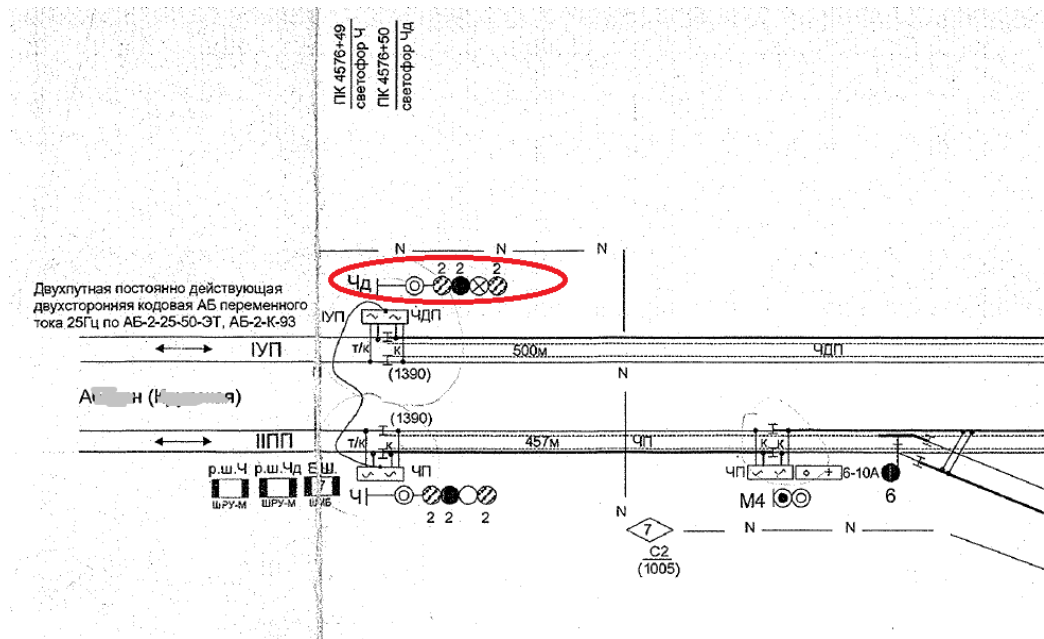 ПК 4576+49
светофор Ч
ПК 4576+50
светофор Чд
N N N
2 2 2
Чд
Двухпутная постоянно действующая
двухсторонняя кодовая АБ переменного
тока 25Гц по АБ-2-25-50-ЭТ, АБ-2-К-93
IУП ЧДП
IУП т/к к 500м ЧДП
(1390)
N
(1390)
IIПП т/к к 457м ЧП к к
р.ш.Ч р.ш.Чд Б.Ш. ЧП ЧП 6-10А
7
ШРУ-М ШРУ-М ШМБ Ч М4 6
2 2 2
N
7 N N
С2
(1005)